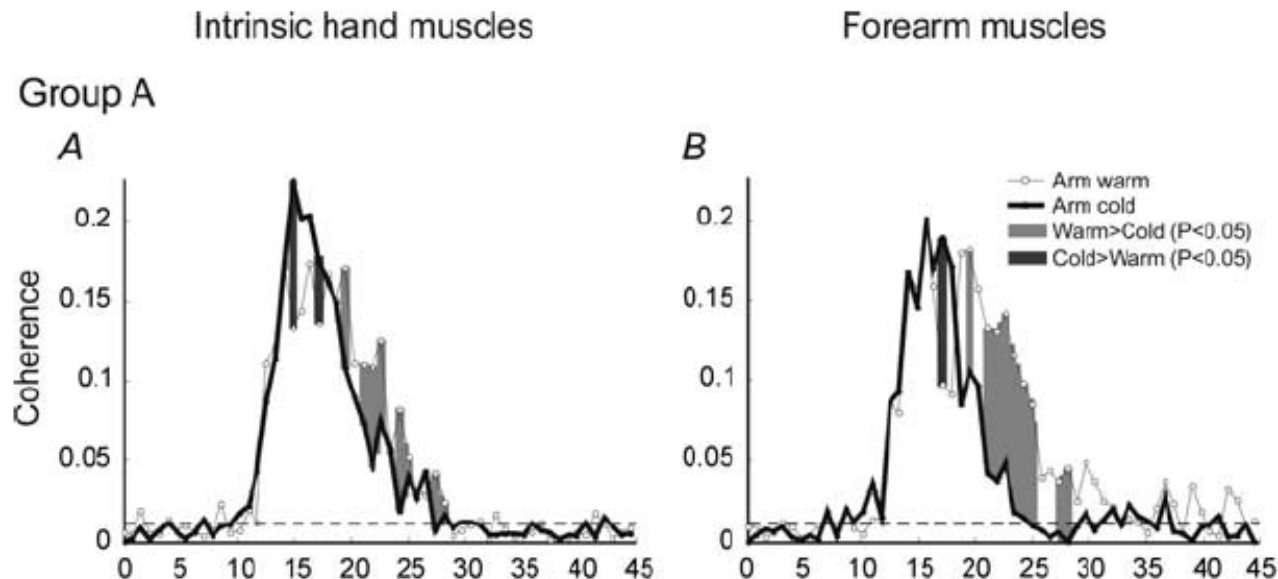 Intrinsic hand muscles
Forearm muscles
Group A
A
B
Arm warm
Arm cold
Warm>Cold (P<0.05)
Cold>Warm (P<0.05)
Coherence
0.2
0.15
0.1
0.05
0
0 5 10 15 20 25 30 35 40 45
0.2
0.15
0.1
0.05
0
0 5 10 15 20 25 30 35 40 45